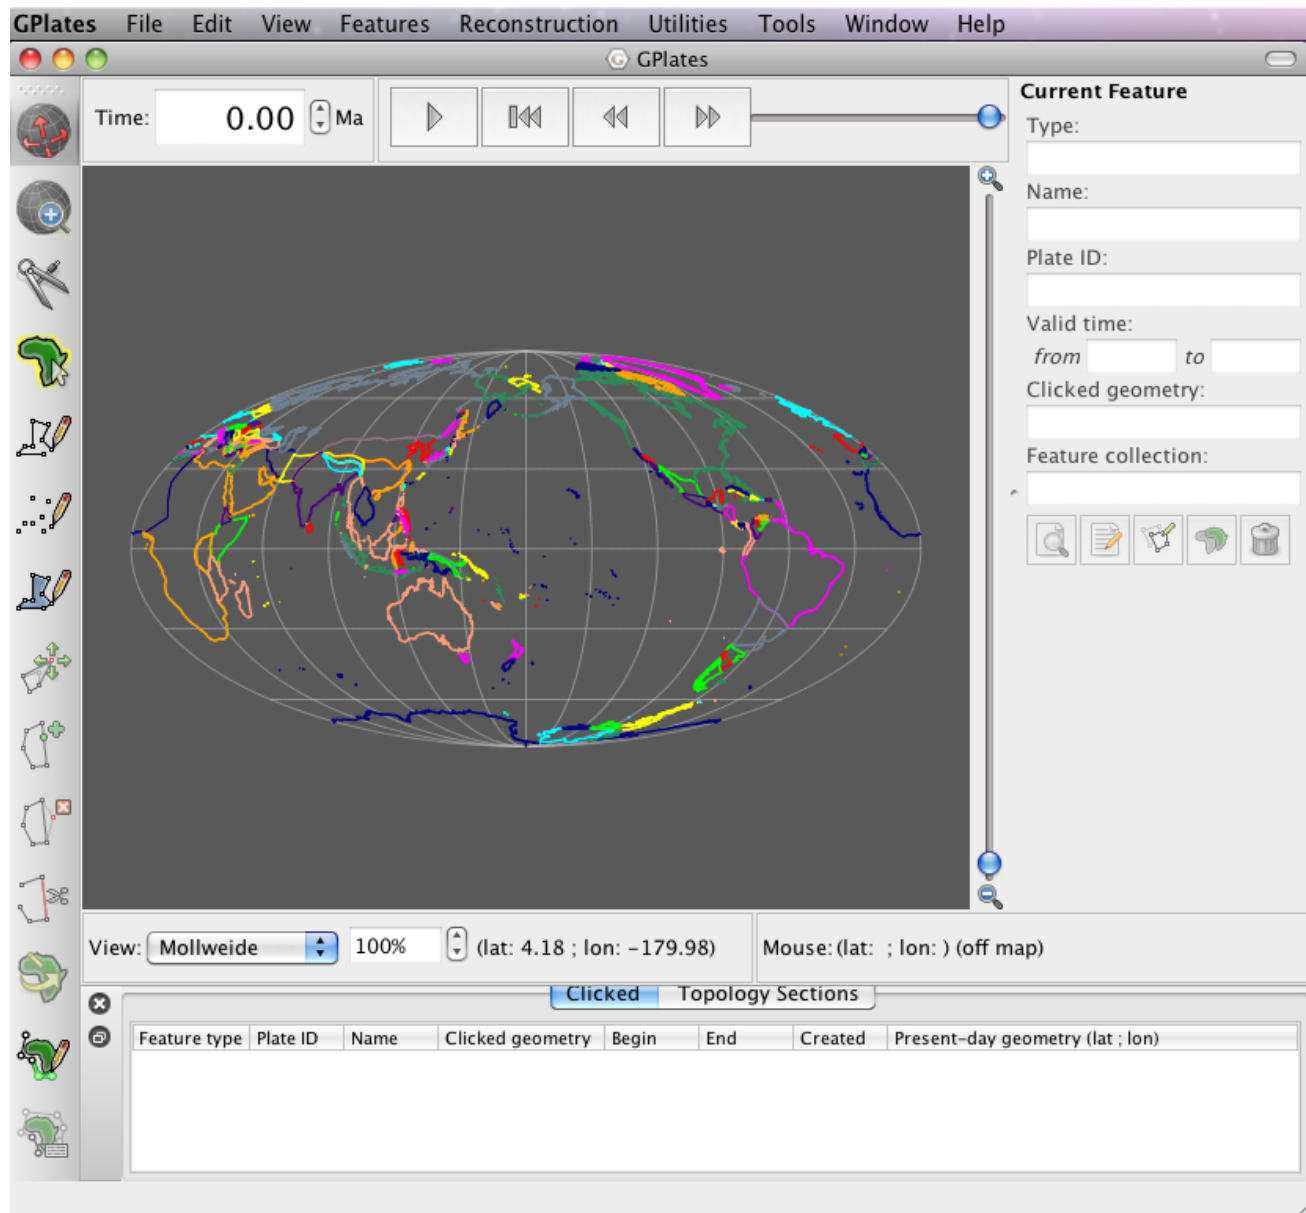 GPlates File Edit View Features Reconstruction Utilities Tools Window Help
GPlates
Time: 0.00 Ma
Current Feature
Type:
Name:
Plate ID:
Valid time:
from to
Clicked geometry:
Feature collection:
View: Mollweide 100% (lat: 4.18 ; lon: -179.98) Mouse: (lat: ; lon: ) (off map)
Clicked Topology Sections
Feature type Plate ID Name Clicked geometry Begin End Created Present-day geometry (lat ; lon)